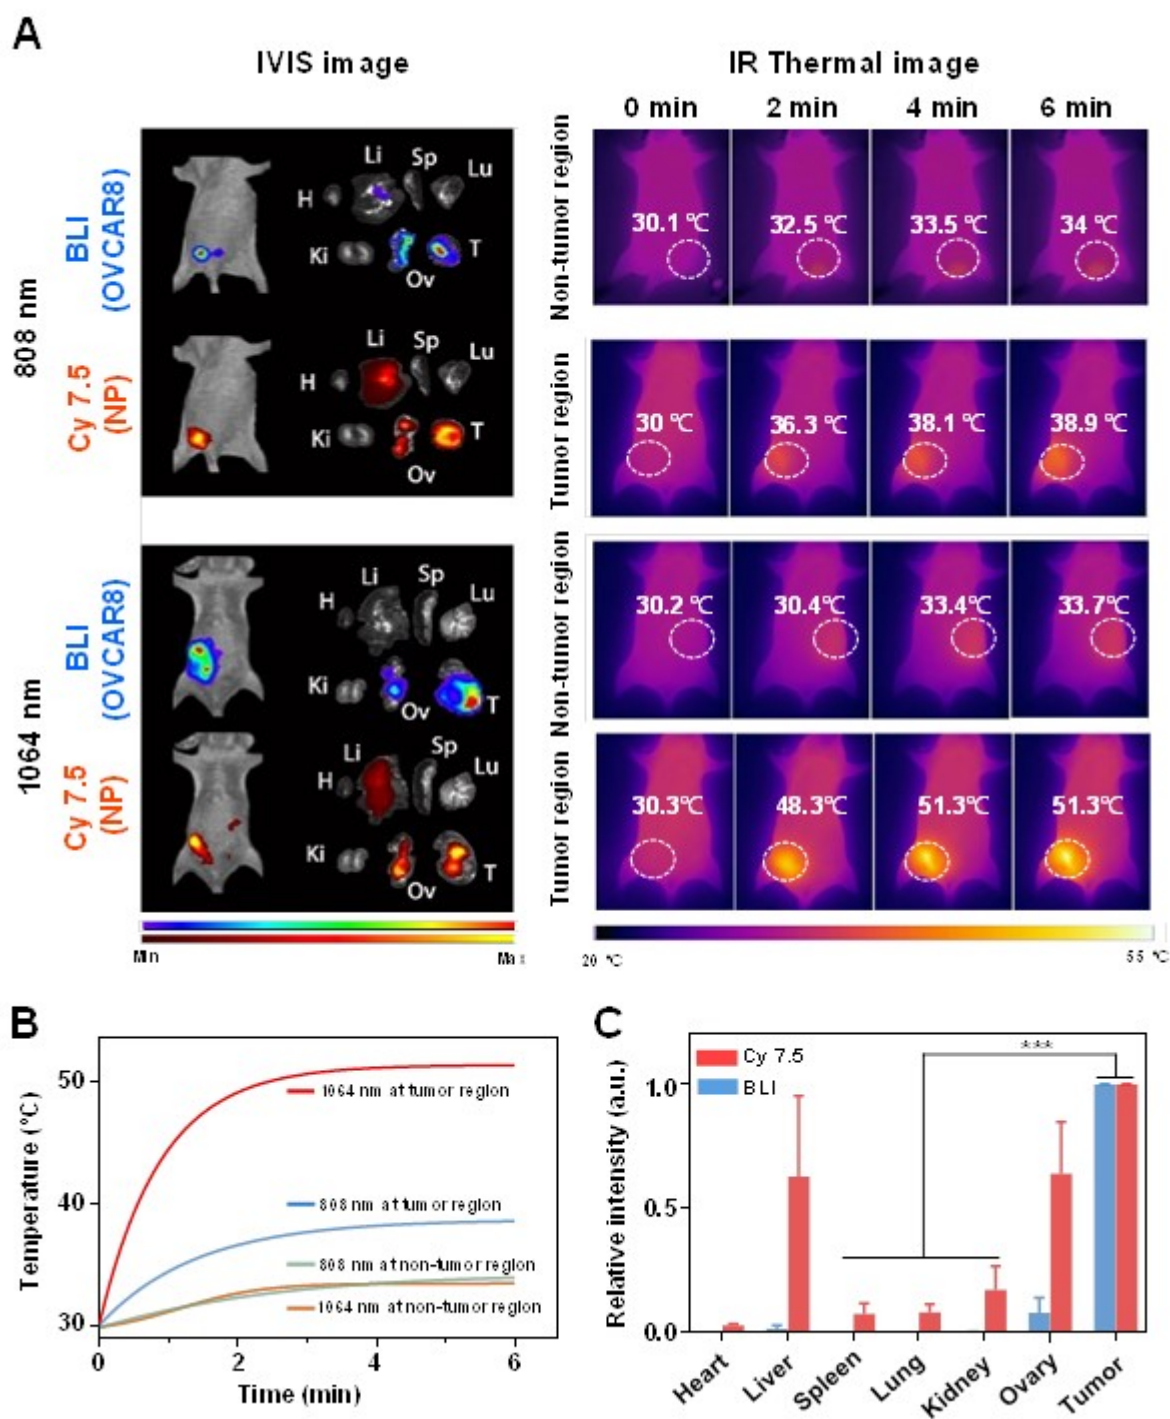 A
IVIS image
IR Thermal image
0 min 2 min 4 min 6 min
808 nm
BLI
(OVCAR8)
H Li Sp Lu
Ki Ov T
Non-tumor region
30.1 ℃ 32.5 ℃ 33.5 ℃ 34 ℃
Cy 7.5
(NP)
H Li Sp Lu
Ki Ov T
Tumor region
30 ℃ 36.3 ℃ 38.1 ℃ 38.9 ℃
1064 nm
BLI
(OVCAR8)
H Li Sp Lu
Ki Ov T
Non-tumor region
30.2 ℃ 30.4℃ 33.4℃ 33.7℃
Cy 7.5
(NP)
H Li Sp Lu
Ki Ov T
Tumor region
30.3℃ 48.3℃ 51.3℃ 51.3℃
Min Max
20 ℃ 55 ℃
B
Temperature (℃)
50
40
30
1064 nm at tumor region
808 nm at tumor region
808 nm at non-tumor region
1064 nm at non-tumor region
0 2 4 6
Time (min)
C
Relative intensity (a.u.)
1.0
0.5
0.0
Cy 7.5
BLI
***
Heart Liver Spleen Lung Kidney Ovary Tumor